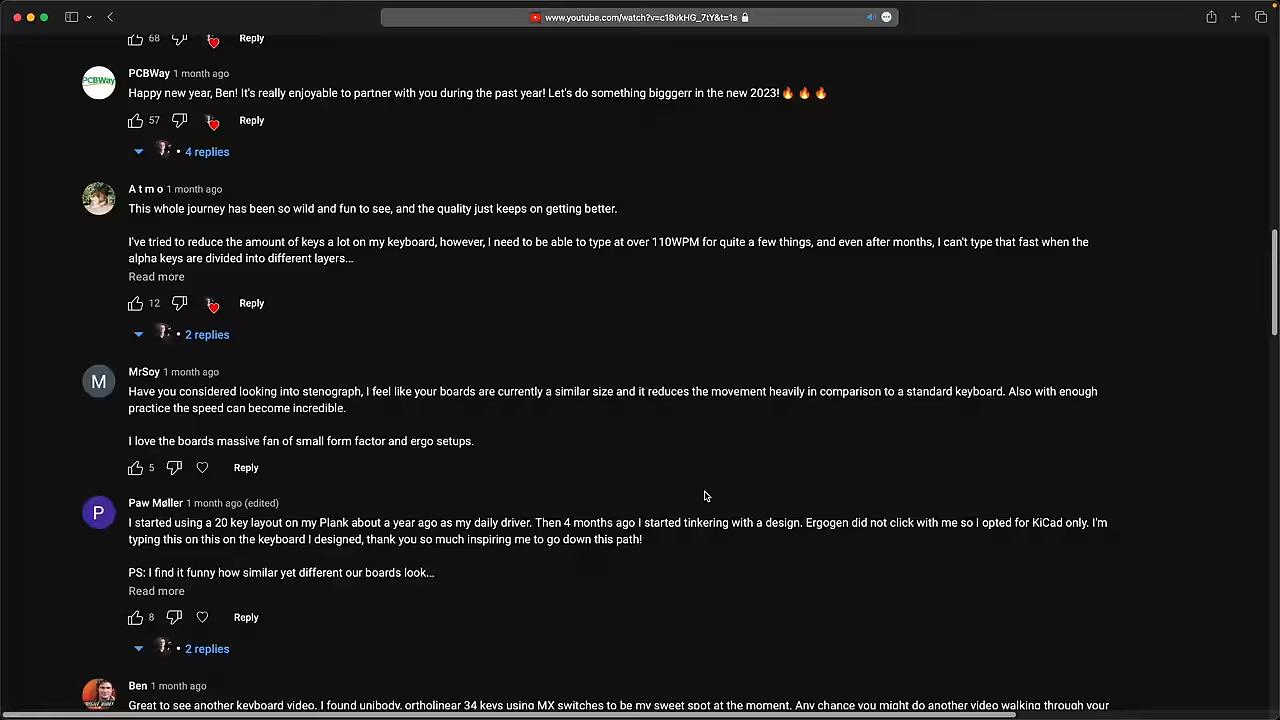 www.youtube.com/watch?v=c18vkHG_7tY&t=1s
68 Reply
PCBWay
PCBWay 1 month ago
Happy new year, Ben! It's really enjoyable to partner with you during the past year! Let's do something bigggerr in the new 2023!🔥🔥🔥
57 Reply
• 4 replies
A t m o 1 month ago
This whole journey has been so wild and fun to see, and the quality just keeps on getting better.
I've tried to reduce the amount of keys a lot on my keyboard, however, I need to be able to type at over 110WPM for quite a few things, and even after months, I can't type that fast when the
alpha keys are divided into different layers...
Read more
12 Reply
• 2 replies
M
MrSoy 1 month ago
Have you considered looking into stenograph, I feel like your boards are currently a similar size and it reduces the movement heavily in comparison to a standard keyboard. Also with enough
practice the speed can become incredible.
I love the boards massive fan of small form factor and ergo setups.
5 Reply
P
Paw Møller 1 month ago (edited)
I started using a 20 key layout on my Plank about a year ago as my daily driver. Then 4 months ago I started tinkering with a design. Ergogen did not click with me so I opted for KiCad only. I'm
typing this on this on the keyboard I designed, thank you so much inspiring me to go down this path!
PS: I find it funny how similar yet different our boards look...
Read more
8 Reply
• 2 replies
Ben 1 month ago
Great to see another keyboard video. I found unibody, ortholinear 34 keys using MX switches to be my sweet spot at the moment. Any chance you might do another video walking through your